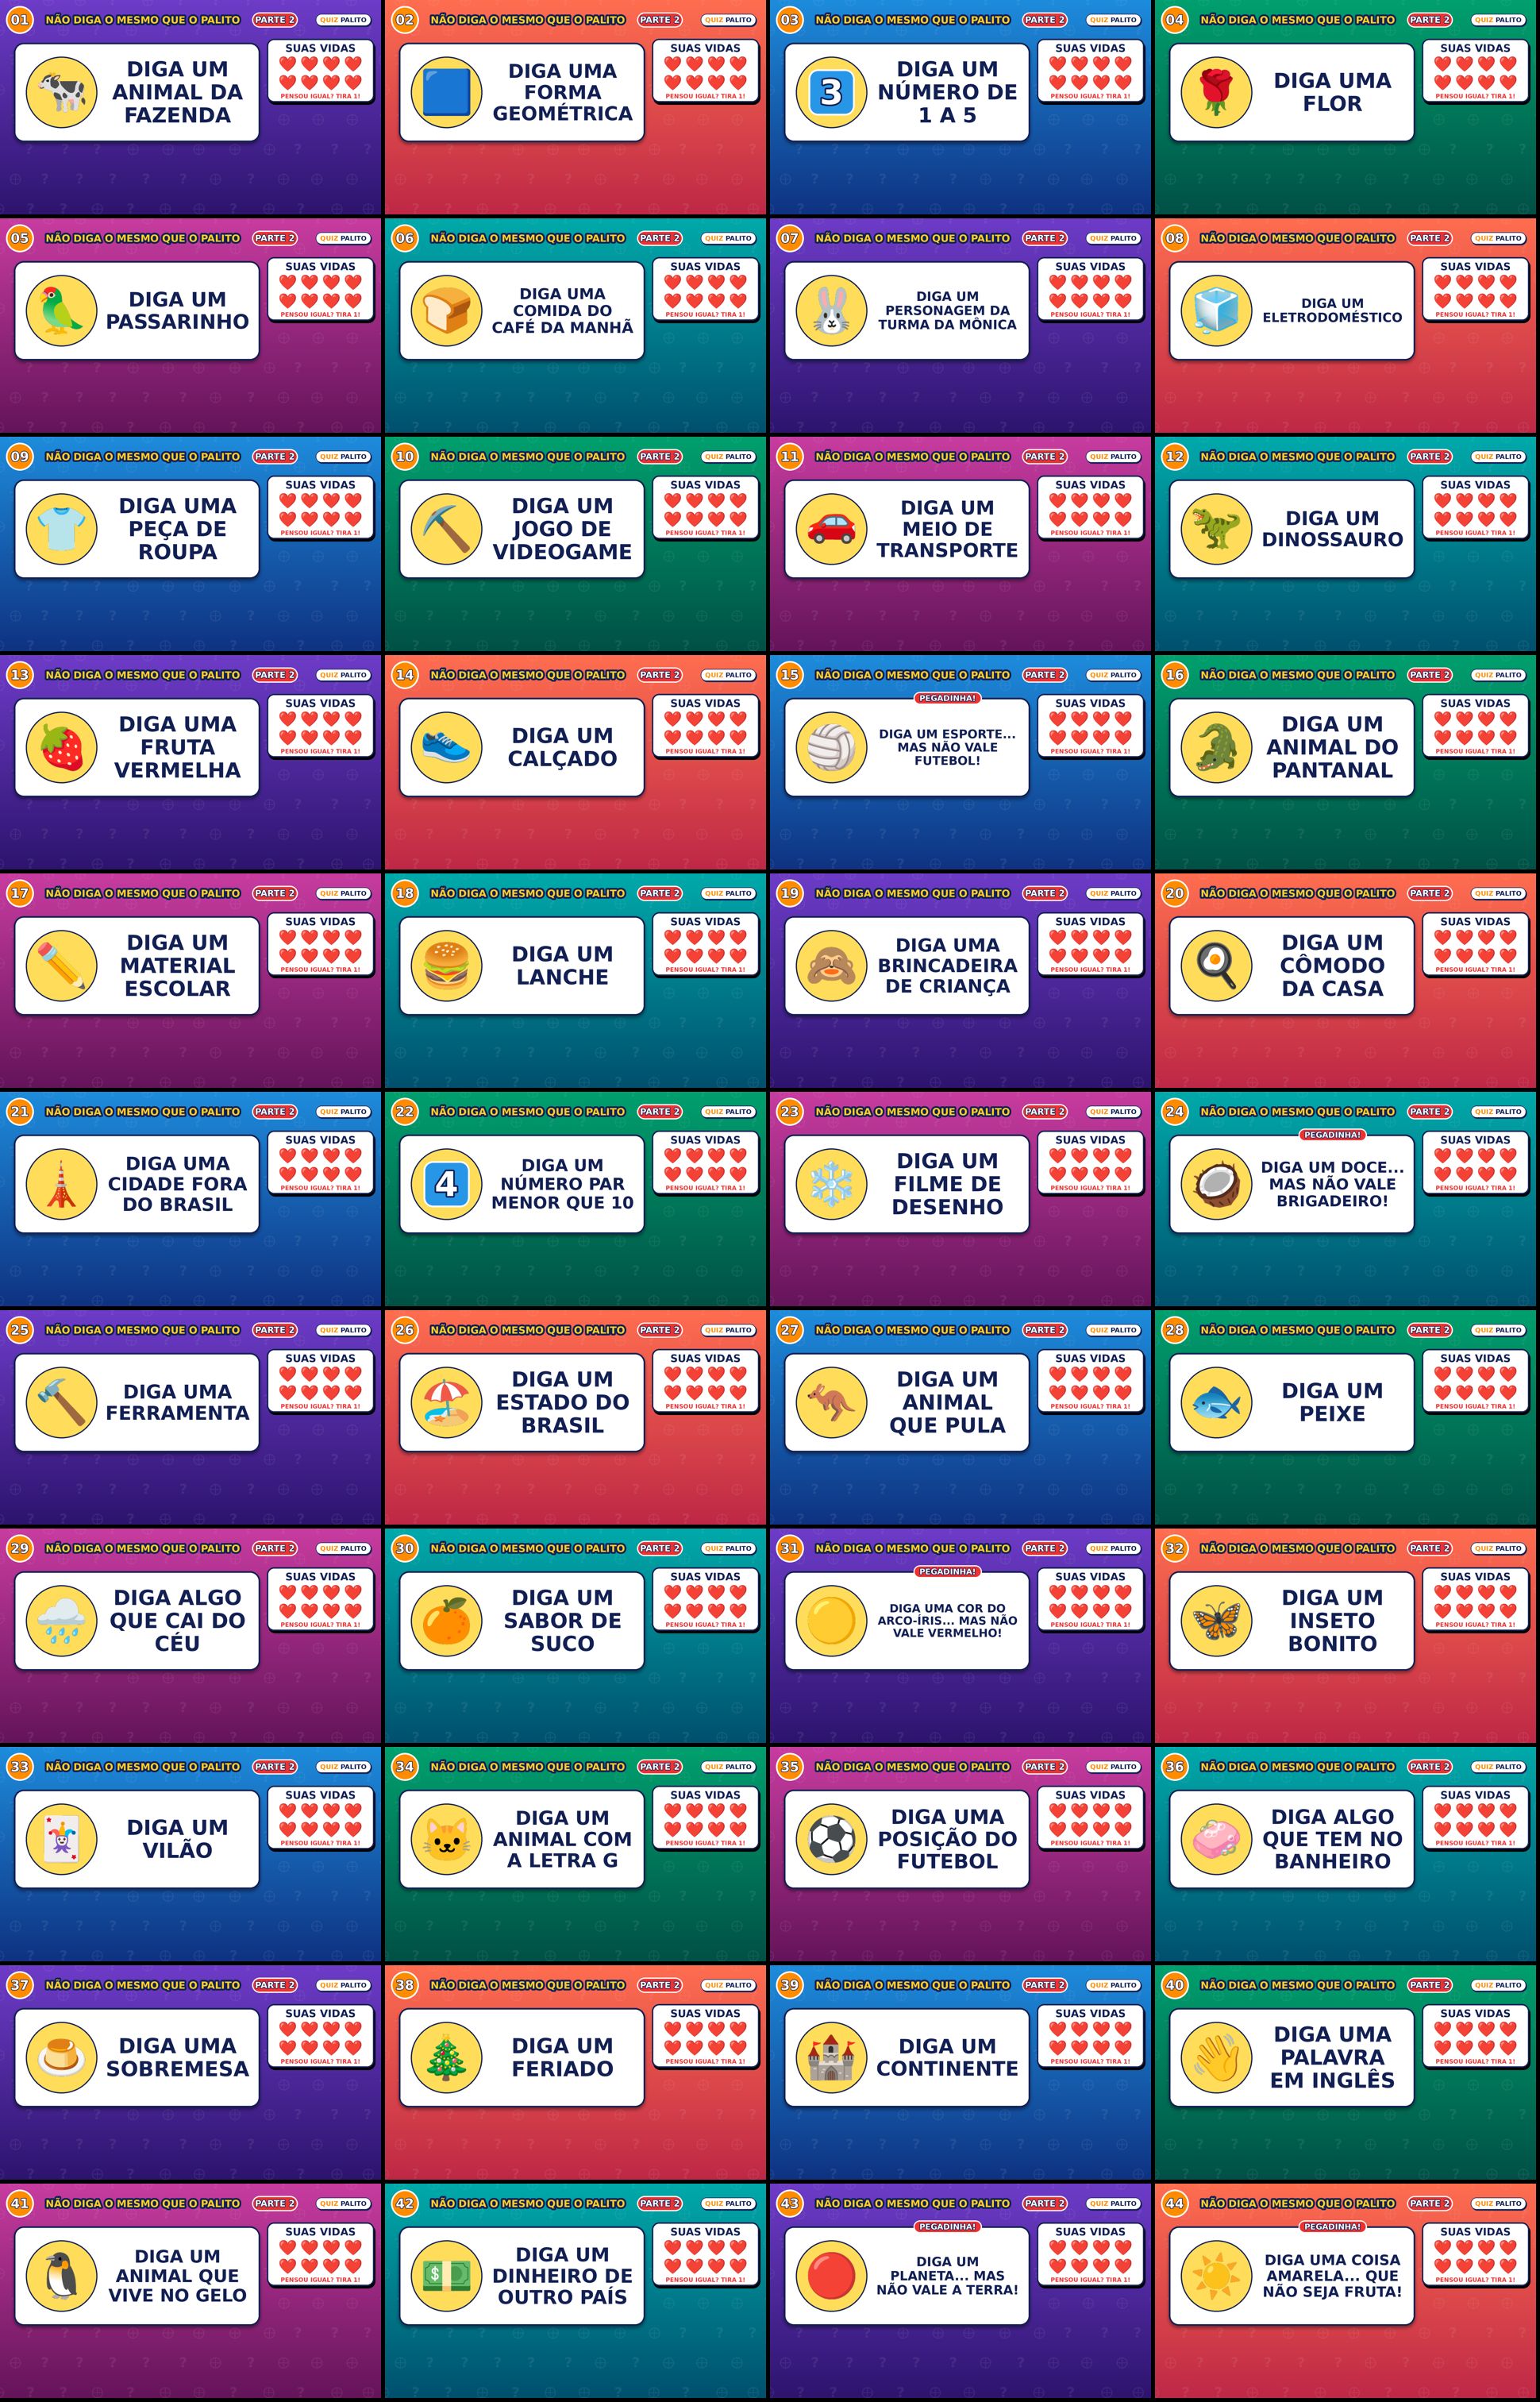 01 NÃO DIGA O MESMO QUE O PALITO PARTE 2 QUIZ PALITO
DIGA UM
ANIMAL DA
FAZENDA
SUAS VIDAS
PENSOU IGUAL? TIRA 1!
02 NÃO DIGA O MESMO QUE O PALITO PARTE 2 QUIZ PALITO
DIGA UMA
FORMA
GEOMÉTRICA
SUAS VIDAS
PENSOU IGUAL? TIRA 1!
03 NÃO DIGA O MESMO QUE O PALITO PARTE 2 QUIZ PALITO
3
DIGA UM
NÚMERO DE
1 A 5
SUAS VIDAS
PENSOU IGUAL? TIRA 1!
04 NÃO DIGA O MESMO QUE O PALITO PARTE 2 QUIZ PALITO
DIGA UMA
FLOR
SUAS VIDAS
PENSOU IGUAL? TIRA 1!
05 NÃO DIGA O MESMO QUE O PALITO PARTE 2 QUIZ PALITO
DIGA UM
PASSARINHO
SUAS VIDAS
PENSOU IGUAL? TIRA 1!
06 NÃO DIGA O MESMO QUE O PALITO PARTE 2 QUIZ PALITO
DIGA UMA
COMIDA DO
CAFÉ DA MANHÃ
SUAS VIDAS
PENSOU IGUAL? TIRA 1!
07 NÃO DIGA O MESMO QUE O PALITO PARTE 2 QUIZ PALITO
DIGA UM
PERSONAGEM DA
TURMA DA MÔNICA
SUAS VIDAS
PENSOU IGUAL? TIRA 1!
08 NÃO DIGA O MESMO QUE O PALITO PARTE 2 QUIZ PALITO
DIGA UM
ELETRODOMÉSTICO
SUAS VIDAS
PENSOU IGUAL? TIRA 1!
09 NÃO DIGA O MESMO QUE O PALITO PARTE 2 QUIZ PALITO
DIGA UMA
PEÇA DE
ROUPA
SUAS VIDAS
PENSOU IGUAL? TIRA 1!
10 NÃO DIGA O MESMO QUE O PALITO PARTE 2 QUIZ PALITO
DIGA UM
JOGO DE
VIDEOGAME
SUAS VIDAS
PENSOU IGUAL? TIRA 1!
11 NÃO DIGA O MESMO QUE O PALITO PARTE 2 QUIZ PALITO
DIGA UM
MEIO DE
TRANSPORTE
SUAS VIDAS
PENSOU IGUAL? TIRA 1!
12 NÃO DIGA O MESMO QUE O PALITO PARTE 2 QUIZ PALITO
DIGA UM
DINOSSAURO
SUAS VIDAS
PENSOU IGUAL? TIRA 1!
13 NÃO DIGA O MESMO QUE O PALITO PARTE 2 QUIZ PALITO
DIGA UMA
FRUTA
VERMELHA
SUAS VIDAS
PENSOU IGUAL? TIRA 1!
14 NÃO DIGA O MESMO QUE O PALITO PARTE 2 QUIZ PALITO
DIGA UM
CALÇADO
SUAS VIDAS
PENSOU IGUAL? TIRA 1!
15 NÃO DIGA O MESMO QUE O PALITO PARTE 2 QUIZ PALITO
PEGADINHA!
DIGA UM ESPORTE...
MAS NÃO VALE
FUTEBOL!
SUAS VIDAS
PENSOU IGUAL? TIRA 1!
16 NÃO DIGA O MESMO QUE O PALITO PARTE 2 QUIZ PALITO
DIGA UM
ANIMAL DO
PANTANAL
SUAS VIDAS
PENSOU IGUAL? TIRA 1!
17 NÃO DIGA O MESMO QUE O PALITO PARTE 2 QUIZ PALITO
DIGA UM
MATERIAL
ESCOLAR
SUAS VIDAS
PENSOU IGUAL? TIRA 1!
18 NÃO DIGA O MESMO QUE O PALITO PARTE 2 QUIZ PALITO
DIGA UM
LANCHE
SUAS VIDAS
PENSOU IGUAL? TIRA 1!
19 NÃO DIGA O MESMO QUE O PALITO PARTE 2 QUIZ PALITO
DIGA UMA
BRINCADEIRA
DE CRIANÇA
SUAS VIDAS
PENSOU IGUAL? TIRA 1!
20 NÃO DIGA O MESMO QUE O PALITO PARTE 2 QUIZ PALITO
DIGA UM
CÔMODO
DA CASA
SUAS VIDAS
PENSOU IGUAL? TIRA 1!
21 NÃO DIGA O MESMO QUE O PALITO PARTE 2 QUIZ PALITO
DIGA UMA
CIDADE FORA
DO BRASIL
SUAS VIDAS
PENSOU IGUAL? TIRA 1!
22 NÃO DIGA O MESMO QUE O PALITO PARTE 2 QUIZ PALITO
4
DIGA UM
NÚMERO PAR
MENOR QUE 10
SUAS VIDAS
PENSOU IGUAL? TIRA 1!
23 NÃO DIGA O MESMO QUE O PALITO PARTE 2 QUIZ PALITO
DIGA UM
FILME DE
DESENHO
SUAS VIDAS
PENSOU IGUAL? TIRA 1!
24 NÃO DIGA O MESMO QUE O PALITO PARTE 2 QUIZ PALITO
PEGADINHA!
DIGA UM DOCE...
MAS NÃO VALE
BRIGADEIRO!
SUAS VIDAS
PENSOU IGUAL? TIRA 1!
25 NÃO DIGA O MESMO QUE O PALITO PARTE 2 QUIZ PALITO
DIGA UMA
FERRAMENTA
SUAS VIDAS
PENSOU IGUAL? TIRA 1!
26 NÃO DIGA O MESMO QUE O PALITO PARTE 2 QUIZ PALITO
DIGA UM
ESTADO DO
BRASIL
SUAS VIDAS
PENSOU IGUAL? TIRA 1!
27 NÃO DIGA O MESMO QUE O PALITO PARTE 2 QUIZ PALITO
DIGA UM
ANIMAL
QUE PULA
SUAS VIDAS
PENSOU IGUAL? TIRA 1!
28 NÃO DIGA O MESMO QUE O PALITO PARTE 2 QUIZ PALITO
DIGA UM
PEIXE
SUAS VIDAS
PENSOU IGUAL? TIRA 1!
29 NÃO DIGA O MESMO QUE O PALITO PARTE 2 QUIZ PALITO
DIGA ALGO
QUE CAI DO
CÉU
SUAS VIDAS
PENSOU IGUAL? TIRA 1!
30 NÃO DIGA O MESMO QUE O PALITO PARTE 2 QUIZ PALITO
DIGA UM
SABOR DE
SUCO
SUAS VIDAS
PENSOU IGUAL? TIRA 1!
31 NÃO DIGA O MESMO QUE O PALITO PARTE 2 QUIZ PALITO
PEGADINHA!
DIGA UMA COR DO
ARCO-ÍRIS... MAS NÃO
VALE VERMELHO!
SUAS VIDAS
PENSOU IGUAL? TIRA 1!
32 NÃO DIGA O MESMO QUE O PALITO PARTE 2 QUIZ PALITO
DIGA UM
INSETO
BONITO
SUAS VIDAS
PENSOU IGUAL? TIRA 1!
33 NÃO DIGA O MESMO QUE O PALITO PARTE 2 QUIZ PALITO
DIGA UM
VILÃO
SUAS VIDAS
PENSOU IGUAL? TIRA 1!
34 NÃO DIGA O MESMO QUE O PALITO PARTE 2 QUIZ PALITO
DIGA UM
ANIMAL COM
A LETRA G
SUAS VIDAS
PENSOU IGUAL? TIRA 1!
35 NÃO DIGA O MESMO QUE O PALITO PARTE 2 QUIZ PALITO
DIGA UMA
POSIÇÃO DO
FUTEBOL
SUAS VIDAS
PENSOU IGUAL? TIRA 1!
36 NÃO DIGA O MESMO QUE O PALITO PARTE 2 QUIZ PALITO
DIGA ALGO
QUE TEM NO
BANHEIRO
SUAS VIDAS
PENSOU IGUAL? TIRA 1!
37 NÃO DIGA O MESMO QUE O PALITO PARTE 2 QUIZ PALITO
DIGA UMA
SOBREMESA
SUAS VIDAS
PENSOU IGUAL? TIRA 1!
38 NÃO DIGA O MESMO QUE O PALITO PARTE 2 QUIZ PALITO
DIGA UM
FERIADO
SUAS VIDAS
PENSOU IGUAL? TIRA 1!
39 NÃO DIGA O MESMO QUE O PALITO PARTE 2 QUIZ PALITO
DIGA UM
CONTINENTE
SUAS VIDAS
PENSOU IGUAL? TIRA 1!
40 NÃO DIGA O MESMO QUE O PALITO PARTE 2 QUIZ PALITO
DIGA UMA
PALAVRA
EM INGLÊS
SUAS VIDAS
PENSOU IGUAL? TIRA 1!
41 NÃO DIGA O MESMO QUE O PALITO PARTE 2 QUIZ PALITO
DIGA UM
ANIMAL QUE
VIVE NO GELO
SUAS VIDAS
PENSOU IGUAL? TIRA 1!
42 NÃO DIGA O MESMO QUE O PALITO PARTE 2 QUIZ PALITO
DIGA UM
DINHEIRO DE
OUTRO PAÍS
SUAS VIDAS
PENSOU IGUAL? TIRA 1!
43 NÃO DIGA O MESMO QUE O PALITO PARTE 2 QUIZ PALITO
PEGADINHA!
DIGA UM
PLANETA... MAS
NÃO VALE A TERRA!
SUAS VIDAS
PENSOU IGUAL? TIRA 1!
44 NÃO DIGA O MESMO QUE O PALITO PARTE 2 QUIZ PALITO
PEGADINHA!
DIGA UMA COISA
AMARELA... QUE
NÃO SEJA FRUTA!
SUAS VIDAS
PENSOU IGUAL? TIRA 1!